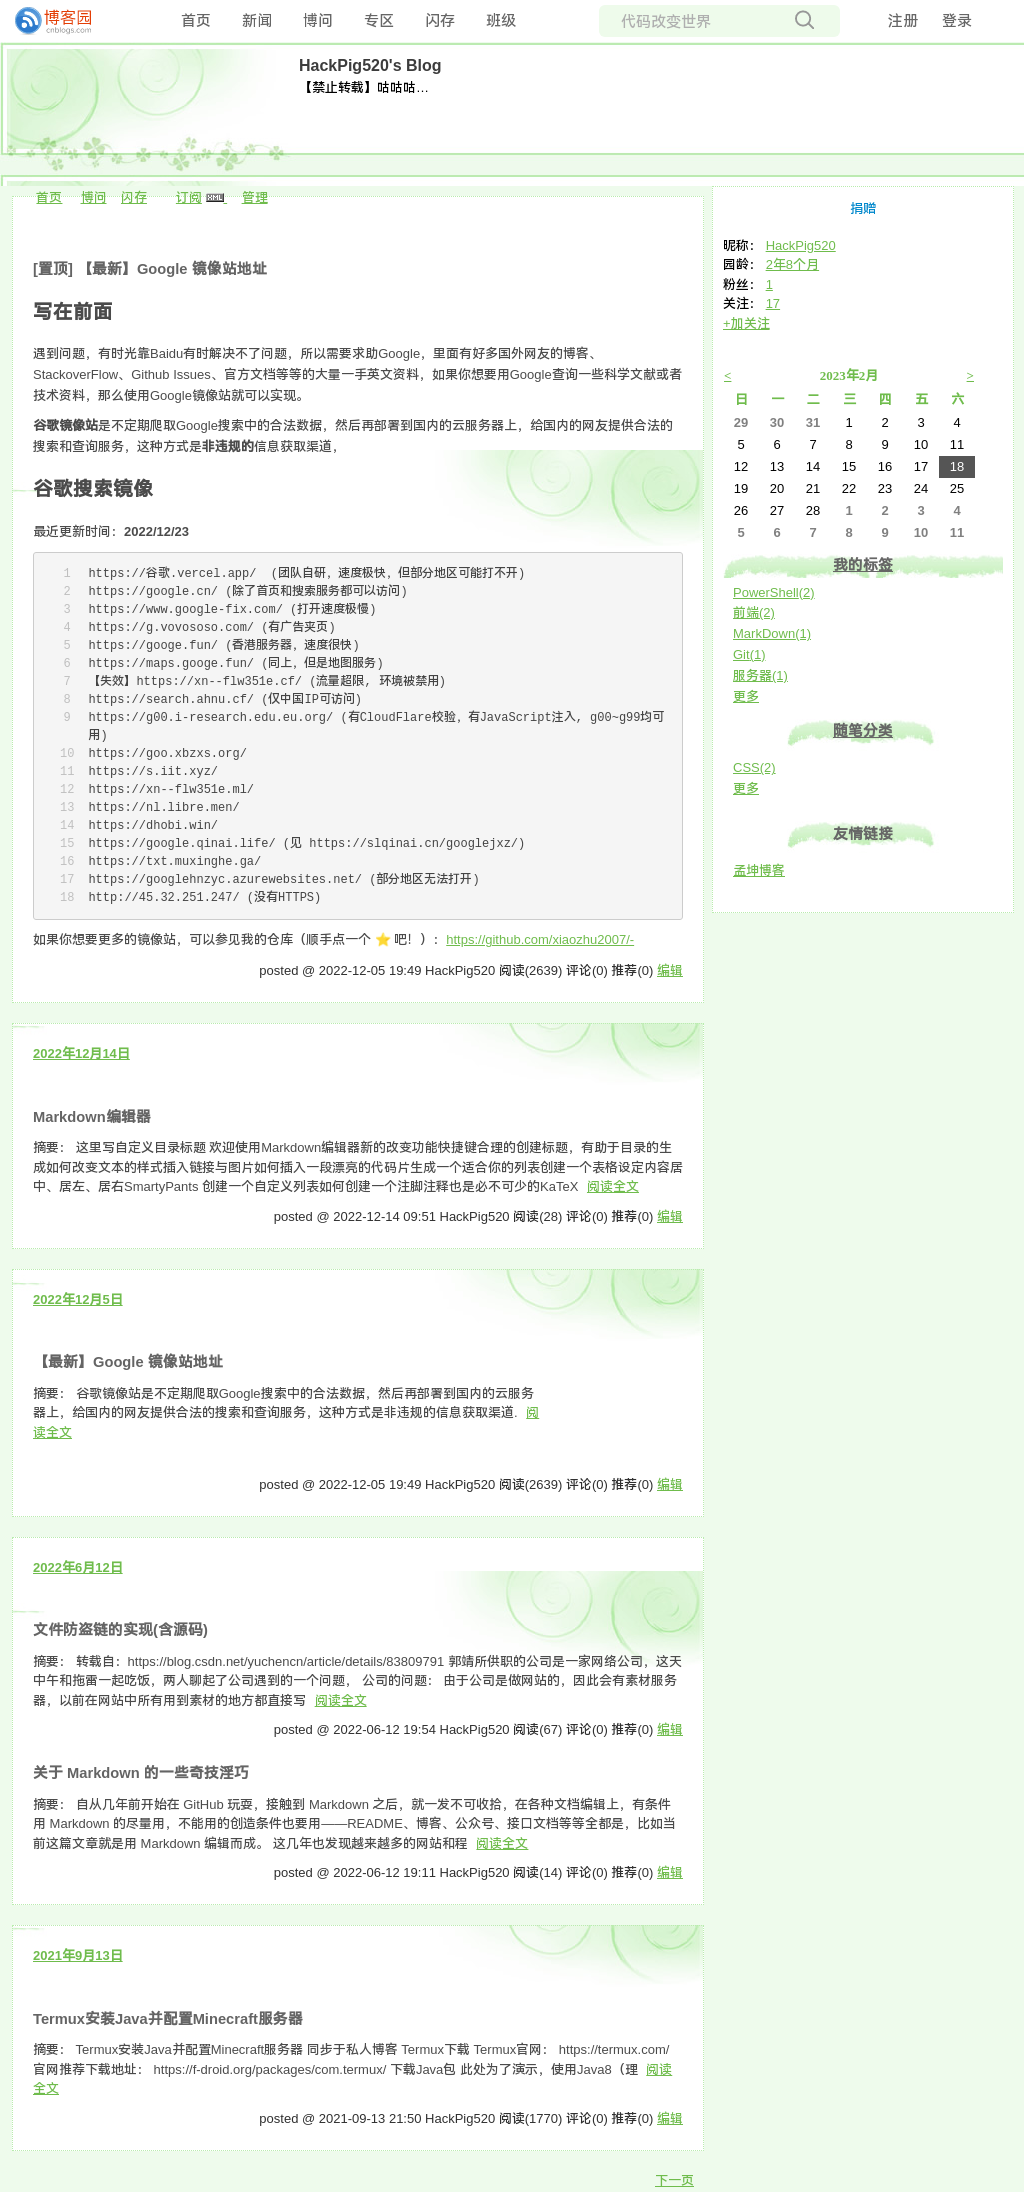 博客园
cnblogs.com
首页 新闻 博问 专区 闪存 班级
代码改变世界
注册 登录
HackPig520's Blog
【禁止转载】咕咕咕…
首页 博问 闪存 订阅 XML 管理
[置顶] 【最新】Google 镜像站地址
写在前面
遇到问题，有时光靠Baidu有时解决不了问题，所以需要求助Google，里面有好多国外网友的博客、
StackoverFlow、Github Issues、官方文档等等的大量一手英文资料，如果你想要用Google查询一些科学文献或者
技术资料，那么使用Google镜像站就可以实现。
谷歌镜像站是不定期爬取Google搜索中的合法数据，然后再部署到国内的云服务器上，给国内的网友提供合法的
搜索和查询服务，这种方式是非违规的信息获取渠道，
谷歌搜索镜像
最近更新时间：2022/12/23
1 https://谷歌.vercel.app/ (团队自研，速度极快，但部分地区可能打不开)
2 https://google.cn/ (除了首页和搜索服务都可以访问)
3 https://www.google-fix.com/ (打开速度极慢)
4 https://g.vovososo.com/ (有广告夹页)
5 https://googe.fun/ (香港服务器，速度很快)
6 https://maps.googe.fun/ (同上，但是地图服务)
7 【失效】https://xn--flw351e.cf/ (流量超限, 环境被禁用)
8 https://search.ahnu.cf/ (仅中国IP可访问)
9 https://g00.i-research.edu.eu.org/ (有CloudFlare校验，有JavaScript注入, g00~g99均可
用)
10 https://goo.xbzxs.org/
11 https://s.iit.xyz/
12 https://xn--flw351e.ml/
13 https://nl.libre.men/
14 https://dhobi.win/
15 https://google.qinai.life/ (见 https://slqinai.cn/googlejxz/)
16 https://txt.muxinghe.ga/
17 https://googlehnzyc.azurewebsites.net/ (部分地区无法打开)
18 http://45.32.251.247/ (没有HTTPS)
如果你想要更多的镜像站，可以参见我的仓库（顺手点一个 ⭐ 吧！）：https://github.com/xiaozhu2007/-
posted @ 2022-12-05 19:49 HackPig520 阅读(2639) 评论(0) 推荐(0) 编辑
2022年12月14日
Markdown编辑器
摘要： 这里写自定义目录标题 欢迎使用Markdown编辑器新的改变功能快捷键合理的创建标题，有助于目录的生
成如何改变文本的样式插入链接与图片如何插入一段漂亮的代码片生成一个适合你的列表创建一个表格设定内容居
中、居左、居右SmartyPants 创建一个自定义列表如何创建一个注脚注释也是必不可少的KaTeX 阅读全文
posted @ 2022-12-14 09:51 HackPig520 阅读(28) 评论(0) 推荐(0) 编辑
2022年12月5日
【最新】Google 镜像站地址
摘要： 谷歌镜像站是不定期爬取Google搜索中的合法数据，然后再部署到国内的云服务
器上，给国内的网友提供合法的搜索和查询服务，这种方式是非违规的信息获取渠道. 阅
读全文
posted @ 2022-12-05 19:49 HackPig520 阅读(2639) 评论(0) 推荐(0) 编辑
2022年6月12日
文件防盗链的实现(含源码)
摘要： 转载自：https://blog.csdn.net/yuchencn/article/details/83809791 郭靖所供职的公司是一家网络公司，这天
中午和拖雷一起吃饭，两人聊起了公司遇到的一个问题， 公司的问题： 由于公司是做网站的，因此会有素材服务
器，以前在网站中所有用到素材的地方都直接写 阅读全文
posted @ 2022-06-12 19:54 HackPig520 阅读(67) 评论(0) 推荐(0) 编辑
关于 Markdown 的一些奇技淫巧
摘要： 自从几年前开始在 GitHub 玩耍，接触到 Markdown 之后，就一发不可收拾，在各种文档编辑上，有条件
用 Markdown 的尽量用，不能用的创造条件也要用——README、博客、公众号、接口文档等等全都是，比如当
前这篇文章就是用 Markdown 编辑而成。 这几年也发现越来越多的网站和程 阅读全文
posted @ 2022-06-12 19:11 HackPig520 阅读(14) 评论(0) 推荐(0) 编辑
2021年9月13日
Termux安装Java并配置Minecraft服务器
摘要： Termux安装Java并配置Minecraft服务器 同步于私人博客 Termux下载 Termux官网： https://termux.com/
官网推荐下载地址： https://f-droid.org/packages/com.termux/ 下载Java包 此处为了演示，使用Java8（理 阅读
全文
posted @ 2021-09-13 21:50 HackPig520 阅读(1770) 评论(0) 推荐(0) 编辑
下一页
捐赠
昵称： HackPig520
园龄： 2年8个月
粉丝： 1
关注： 17
+加关注
< 2023年2月 >
日 一 二 三 四 五 六
29 30 31 1 2 3 4
5 6 7 8 9 10 11
12 13 14 15 16 17 18
19 20 21 22 23 24 25
26 27 28 1 2 3 4
5 6 7 8 9 10 11
我的标签
PowerShell(2)
前端(2)
MarkDown(1)
Git(1)
服务器(1)
更多
随笔分类
CSS(2)
更多
友情链接
孟坤博客